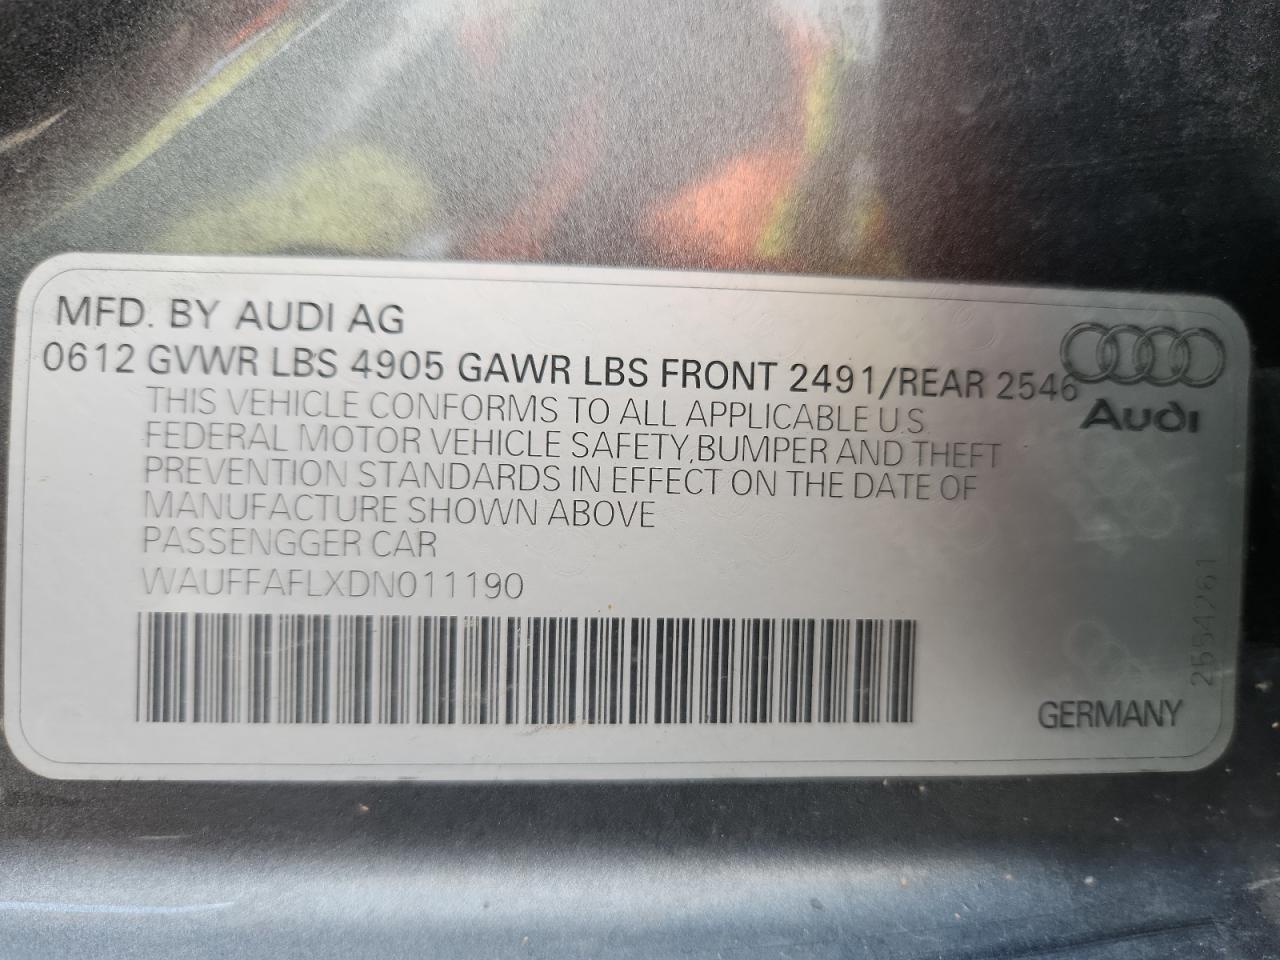 MFD. BY AUDI AG
0612 GVWR LBS 4905 GAWR LBS FRONT 2491/REAR 2546
Audi
THIS VEHICLE CONFORMS TO ALL APPLICABLE U.S
FEDERAL MOTOR VEHICLE SAFETY,BUMPER AND THEFT
PREVENTION STANDARDS IN EFFECT ON THE DATE OF
MANUFACTURE SHOWN ABOVE
PASSENGGER CAR
WAUFFAFLXDN011190
2554261
GERMANY